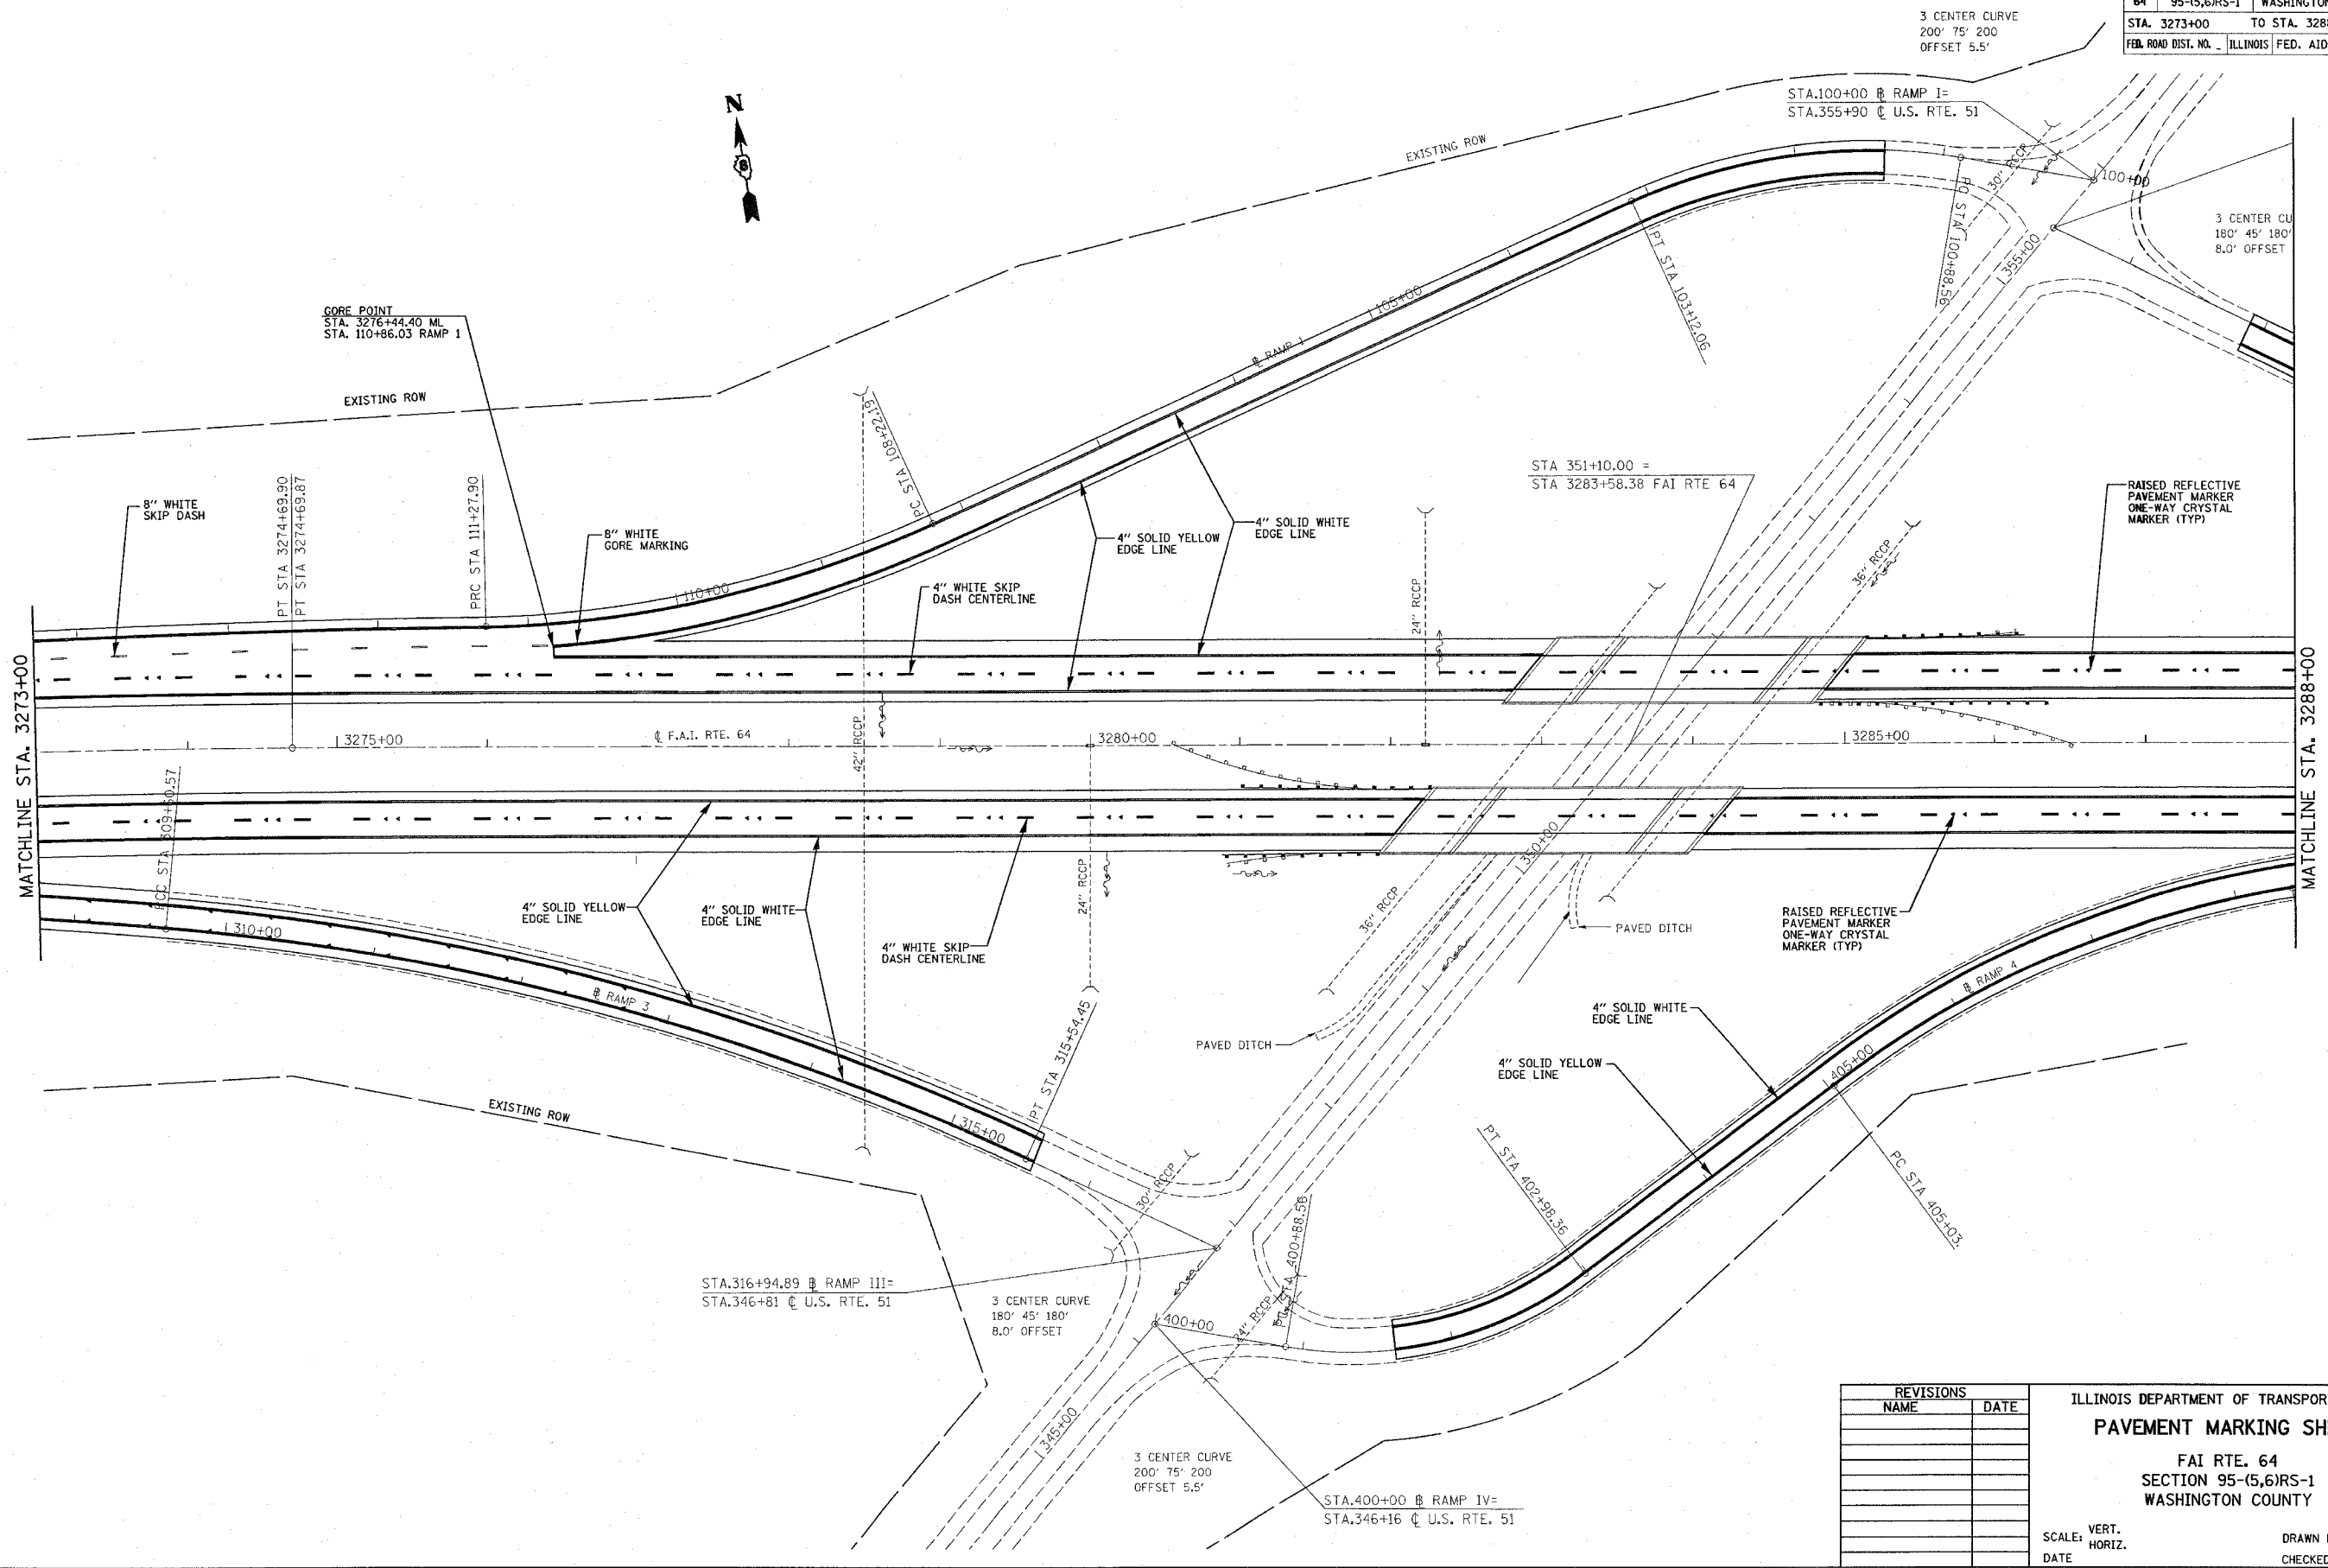 64 95-(5,6)RS-1 WASHINGTON
STA. 3273+00 TO STA. 328
FED. ROAD DIST. NO. _ ILLINOIS FED. AID
3 CENTER CURVE
200' 75' 200
OFFSET 5.5'
N
STA.100+00 ⅊ RAMP I=
STA.355+90 ℄ U.S. RTE. 51
EXISTING ROW
30" RCCP
100+00
PC STA 100+88.56
355+00
3 CENTER CU
180' 45' 180'
8.0' OFFSET
GORE POINT
STA. 3276+44.40 ML
STA. 110+86.03 RAMP 1
105+00
PT STA 103+12.06
RAMP 1
EXISTING ROW
PC STA 108+22.19
STA 351+10.00 =
STA 3283+58.38 FAI RTE 64
8" WHITE
SKIP DASH
PT STA 3274+69.90
PT STA 3274+69.87
PRC STA 111+27.90
8" WHITE
GORE MARKING
4" SOLID YELLOW
EDGE LINE
4" SOLID WHITE
EDGE LINE
RAISED REFLECTIVE
PAVEMENT MARKER
ONE-WAY CRYSTAL
MARKER (TYP)
110+00
4" WHITE SKIP
DASH CENTERLINE
24" RCCP
36" RCCP
MATCHLINE STA. 3273+00
MATCHLINE STA. 3288+00
3275+00
℄ F.A.I. RTE. 64
42" RCCP
3280+00
3285+00
PCC STA 309+60.57
350+00
4" SOLID YELLOW
EDGE LINE
4" SOLID WHITE
EDGE LINE
24" RCCP
36" RCCP
310+00
4" WHITE SKIP
DASH CENTERLINE
PAVED DITCH
RAISED REFLECTIVE
PAVEMENT MARKER
ONE-WAY CRYSTAL
MARKER (TYP)
RAMP 3
RAMP 4
4" SOLID WHITE
EDGE LINE
PAVED DITCH
4" SOLID YELLOW
EDGE LINE
405+00
PT STA 315+54.45
EXISTING ROW
315+00
PT STA 402+98.36
PC STA 405+03.
30" RCCP
STA.316+94.89 ⅊ RAMP III=
STA.346+81 ℄ U.S. RTE. 51
3 CENTER CURVE
180' 45' 180'
8.0' OFFSET
400+00
24" RCCP
PC STA 400+88.56
345+00
3 CENTER CURVE
200' 75' 200
OFFSET 5.5'
STA.400+00 ⅊ RAMP IV=
STA.346+16 ℄ U.S. RTE. 51
REVISIONS
NAME DATE
ILLINOIS DEPARTMENT OF TRANSPOR
PAVEMENT MARKING SH
FAI RTE. 64
SECTION 95-(5,6)RS-1
WASHINGTON COUNTY
SCALE: VERT.
HORIZ.
DRAWN
DATE
CHECKED